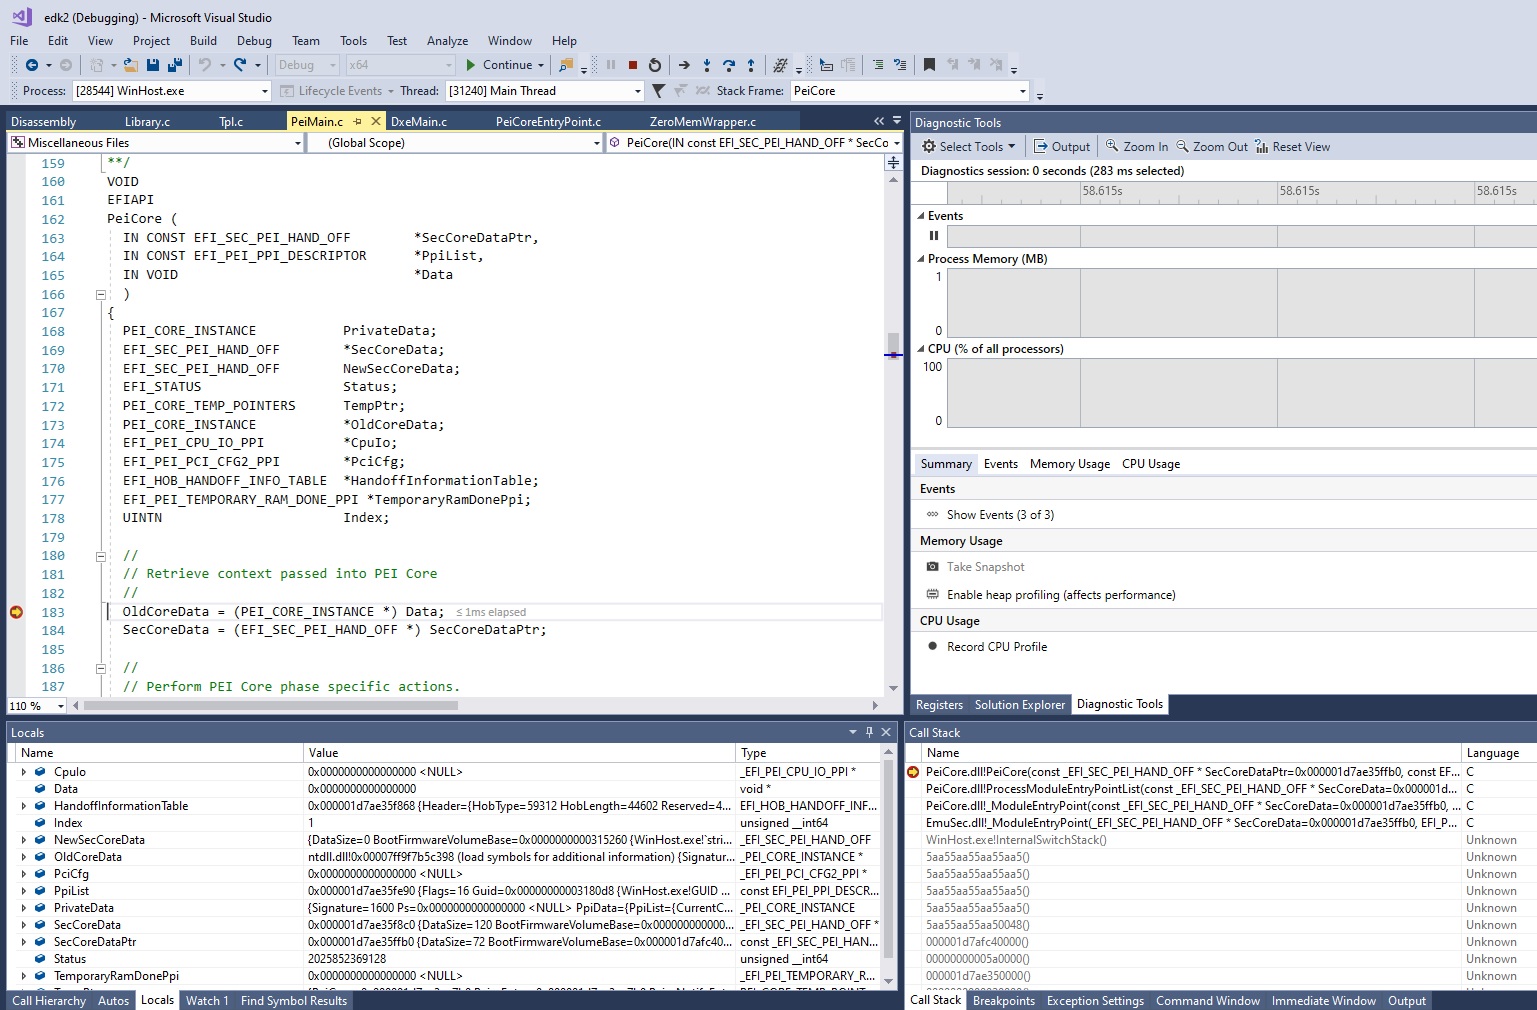 edk2 (Debugging) - Microsoft Visual Studio
File Edit View Project Build Debug Team Tools Test Analyze Window Help
Debug x64 Continue
Process: [28544] WinHost.exe Lifecycle Events Thread: [31240] Main Thread Stack Frame: PeiCore
Disassembly Library.c Tpl.c PeiMain.c DxeMain.c PeiCoreEntryPoint.c ZeroMemWrapper.c
Miscellaneous Files (Global Scope) PeiCore(IN const EFI_SEC_PEI_HAND_OFF * SecCo
159 **/
160 VOID
161 EFIAPI
162 PeiCore (
163 IN CONST EFI_SEC_PEI_HAND_OFF *SecCoreDataPtr,
164 IN CONST EFI_PEI_PPI_DESCRIPTOR *PpiList,
165 IN VOID *Data
166 )
167 {
168 PEI_CORE_INSTANCE PrivateData;
169 EFI_SEC_PEI_HAND_OFF *SecCoreData;
170 EFI_SEC_PEI_HAND_OFF NewSecCoreData;
171 EFI_STATUS Status;
172 PEI_CORE_TEMP_POINTERS TempPtr;
173 PEI_CORE_INSTANCE *OldCoreData;
174 EFI_PEI_CPU_IO_PPI *CpuIo;
175 EFI_PEI_PCI_CFG2_PPI *PciCfg;
176 EFI_HOB_HANDOFF_INFO_TABLE *HandoffInformationTable;
177 EFI_PEI_TEMPORARY_RAM_DONE_PPI *TemporaryRamDonePpi;
178 UINTN Index;
179
180 //
181 // Retrieve context passed into PEI Core
182 //
183 OldCoreData = (PEI_CORE_INSTANCE *) Data; ≤ 1ms elapsed
184 SecCoreData = (EFI_SEC_PEI_HAND_OFF *) SecCoreDataPtr;
185
186 //
187 // Perform PEI Core phase specific actions.
110 %
Diagnostic Tools
Select Tools Output Zoom In Zoom Out Reset View
Diagnostics session: 0 seconds (283 ms selected)
58.615s 58.615s 58.615s
Events
Process Memory (MB)
1
0
CPU (% of all processors)
100
0
Summary Events Memory Usage CPU Usage
Events
Show Events (3 of 3)
Memory Usage
Take Snapshot
Enable heap profiling (affects performance)
CPU Usage
Record CPU Profile
Registers Solution Explorer Diagnostic Tools
Locals
Name Value Type
CpuIo 0x0000000000000000 <NULL> _EFI_PEI_CPU_IO_PPI *
Data 0x0000000000000000 void *
HandoffInformationTable 0x000001d7ae35f868 {Header={HobType=59312 HobLength=44602 Reserved=4... EFI_HOB_HANDOFF_INF...
Index 1 unsigned __int64
NewSecCoreData {DataSize=0 BootFirmwareVolumeBase=0x0000000000315260 {WinHost.exe!`stri... _EFI_SEC_PEI_HAND_OFF
OldCoreData ntdll.dll!0x00007ff9f7b5c398 (load symbols for additional information) {Signatur... _PEI_CORE_INSTANCE *
PciCfg 0x0000000000000000 <NULL> _EFI_PEI_PCI_CFG2_PPI *
PpiList 0x000001d7ae35fe90 {Flags=16 Guid=0x00000000003180d8 {WinHost.exe!GUID ... const EFI_PEI_PPI_DESCR...
PrivateData {Signature=1600 Ps=0x0000000000000000 <NULL> PpiData={PpiList={CurrentC... _PEI_CORE_INSTANCE
SecCoreData 0x000001d7ae35f8c0 {DataSize=120 BootFirmwareVolumeBase=0x000000000000... _EFI_SEC_PEI_HAND_OFF *
SecCoreDataPtr 0x000001d7ae35ffb0 {DataSize=72 BootFirmwareVolumeBase=0x000001d7afc40... const _EFI_SEC_PEI_HAN...
Status 2025852369128 unsigned __int64
TemporaryRamDonePpi 0x0000000000000000 <NULL> _EFI_PEI_TEMPORARY_R...
Call Hierarchy Autos Locals Watch 1 Find Symbol Results
Call Stack
Name Language
PeiCore.dll!PeiCore(const _EFI_SEC_PEI_HAND_OFF * SecCoreDataPtr=0x000001d7ae35ffb0, const EF... C
PeiCore.dll!ProcessModuleEntryPointList(const _EFI_SEC_PEI_HAND_OFF * SecCoreData=0x000001d... C
PeiCore.dll!_ModuleEntryPoint(const _EFI_SEC_PEI_HAND_OFF * SecCoreData=0x000001d7ae35ffb0, ... C
EmuSec.dll!_ModuleEntryPoint(_EFI_SEC_PEI_HAND_OFF * SecCoreData=0x000001d7ae35ffb0, EFI_P... C
WinHost.exe!InternalSwitchStack() Unknown
5aa55aa55aa55aa5() Unknown
5aa55aa55aa55aa5() Unknown
5aa55aa55aa55aa5() Unknown
5aa55aa55aa55aa5() Unknown
5aa55aa55aa50048() Unknown
000001d7afc40000() Unknown
00000000005a0000() Unknown
000001d7ae350000() Unknown
Call Stack Breakpoints Exception Settings Command Window Immediate Window Output